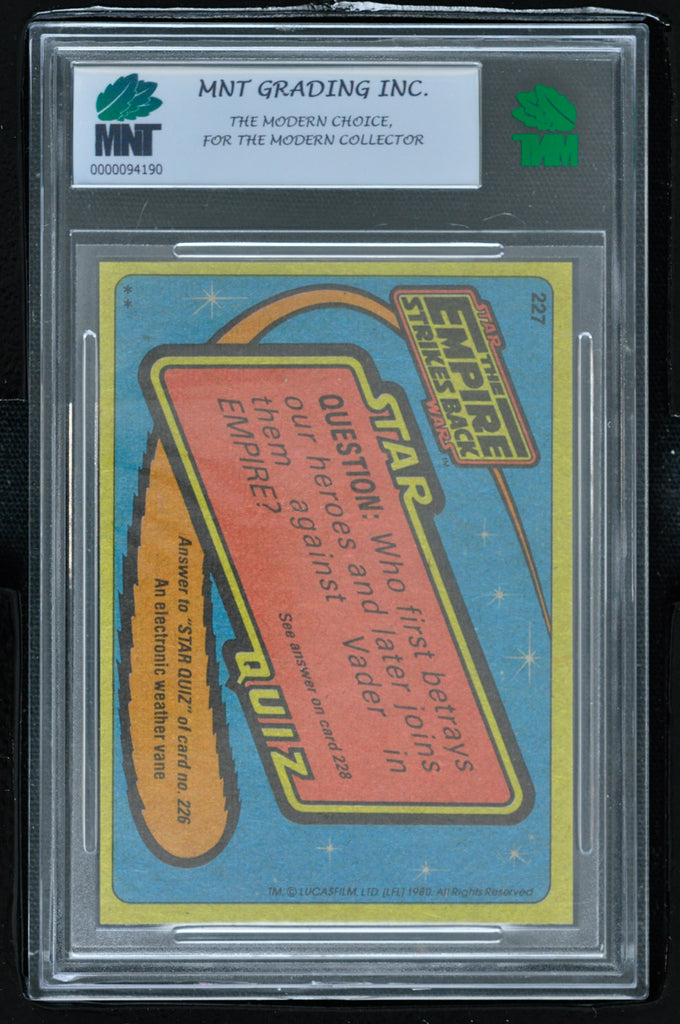 MNT GRADING INC.
THE MODERN CHOICE,
FOR THE MODERN COLLECTOR
MNT
0000094190
MNT
227
STAR
THE
EMPIRE
STRIKES BACK
WARS
TM
STAR
QUESTION: Who first betrays
our heroes and later joins
them against Vader in
EMPIRE?
See answer on card 228
QUIZ
Answer to "STAR QUIZ" of card no. 226
An electronic weather vane
**
TM, © LUCASFILM, LTD. (LFL) 1980. All Rights Reserved